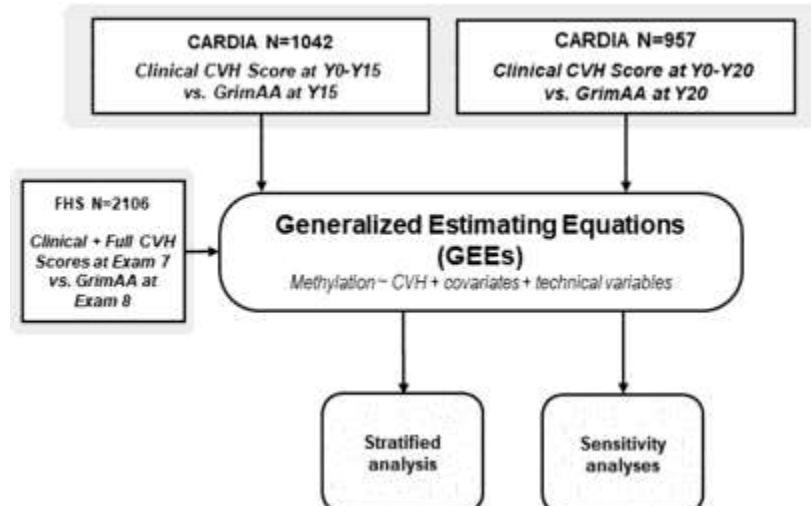 CARDIA N=1042
Clinical CVH Score at Y0-Y15
vs. GrimAA at Y15
CARDIA N=957
Clinical CVH Score at Y0-Y20
vs. GrimAA at Y20
FHS N=2106
Clinical + Full CVH
Scores at Exam 7
vs. GrimAA at
Exam 8
Generalized Estimating Equations
(GEEs)
Methylation ~ CVH + covariates + technical variables
Stratified
analysis
Sensitivity
analyses